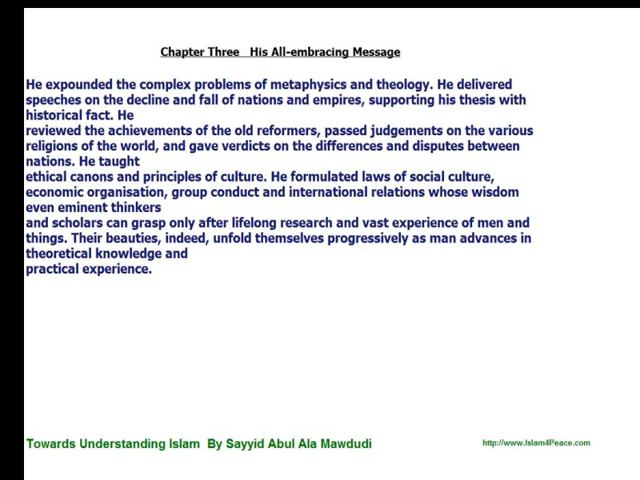 Chapter Three   His All-embracing Message
He expounded the complex problems of metaphysics and theology. He delivered
speeches on the decline and fall of nations and empires, supporting his thesis with
historical fact. He
reviewed the achievements of the old reformers, passed judgements on the various
religions of the world, and gave verdicts on the differences and disputes between
nations. He taught
ethical canons and principles of culture. He formulated laws of social culture,
economic organisation, group conduct and international relations whose wisdom
even eminent thinkers
and scholars can grasp only after lifelong research and vast experience of men and
things. Their beauties, indeed, unfold themselves progressively as man advances in
theoretical knowledge and
practical experience.
Towards Understanding Islam  By Sayyid Abul Ala Mawdudi
http://www.Islam4Peace.com